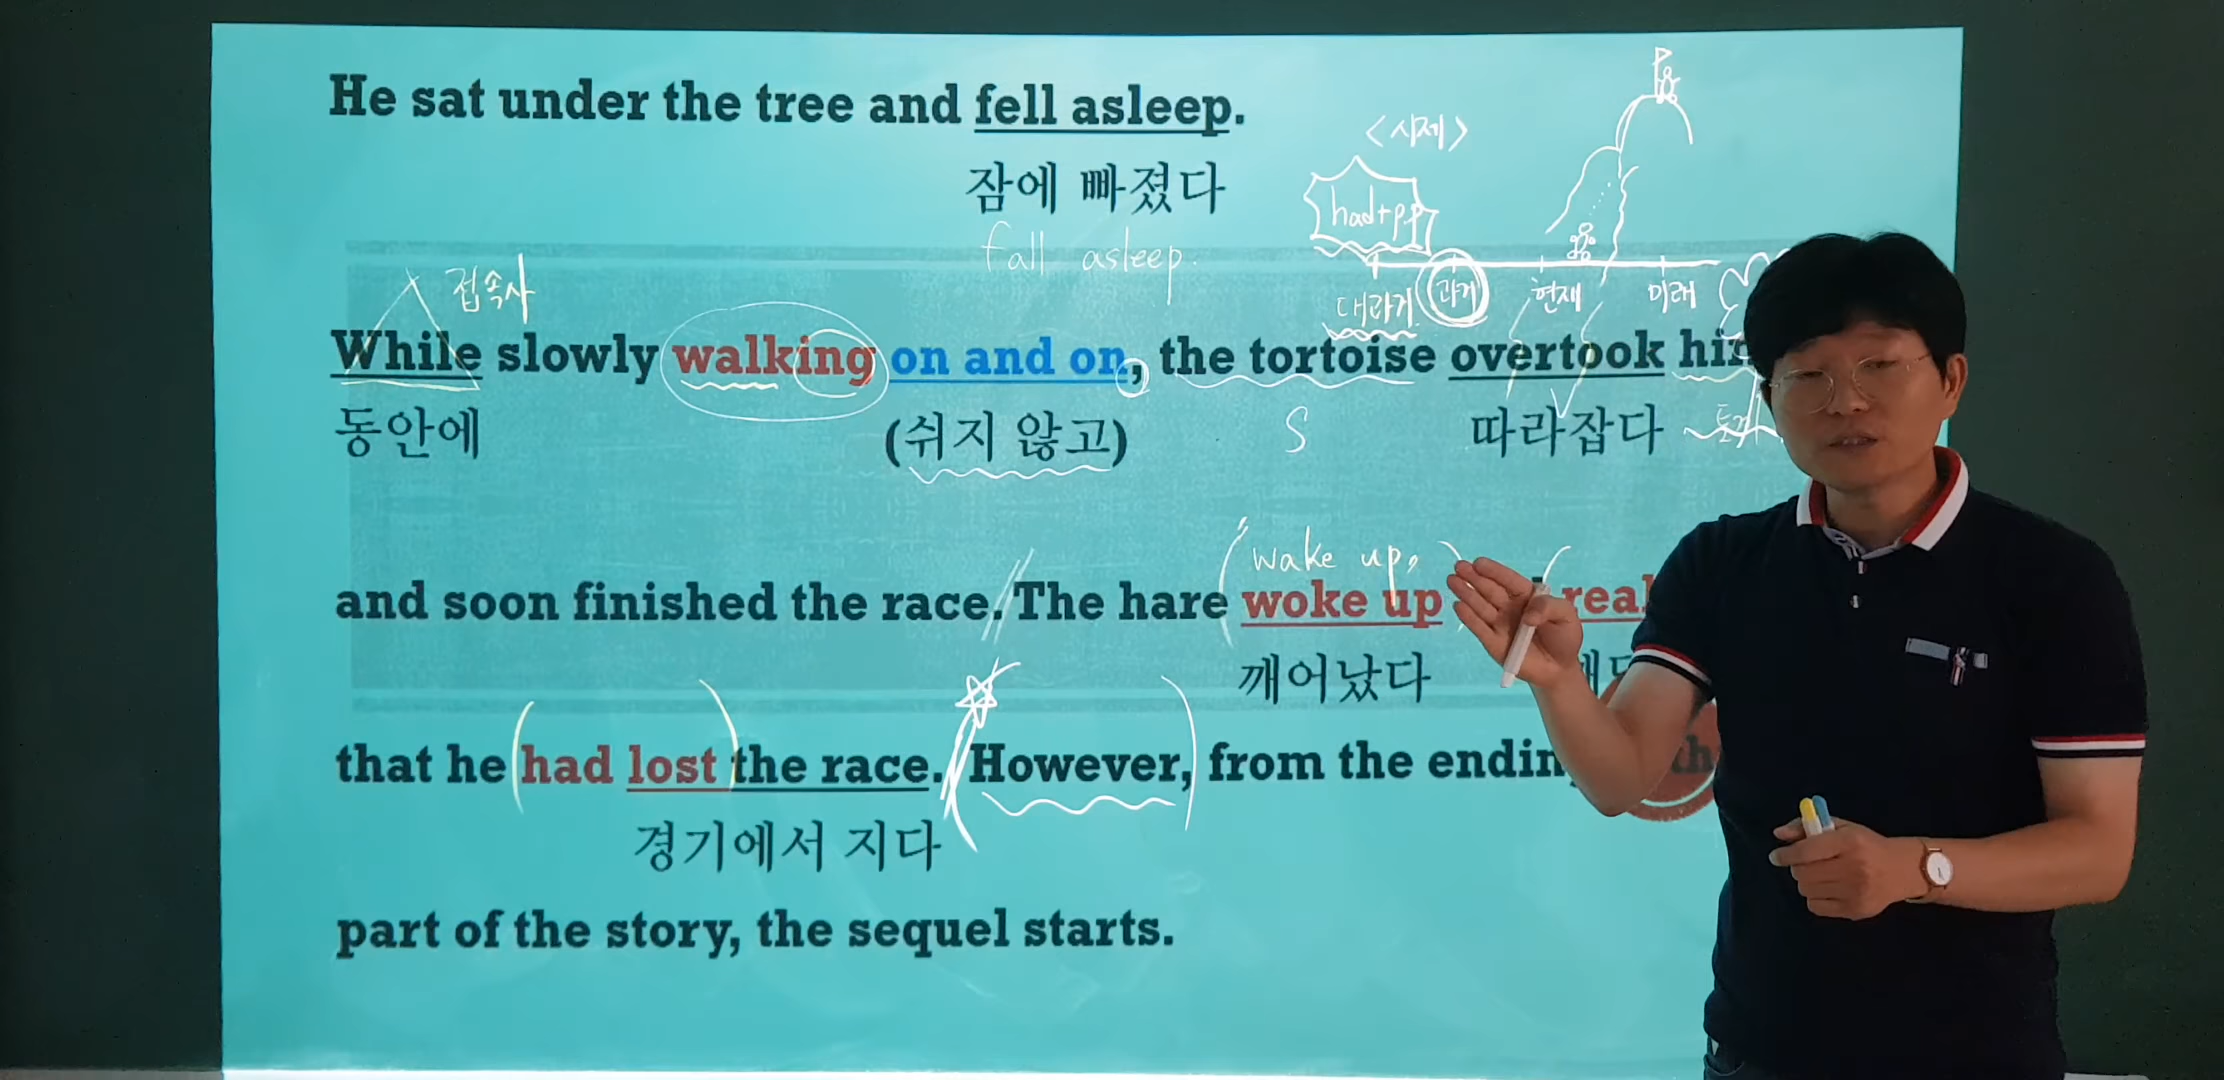 He sat under the tree and fell asleep.
잠에 빠졌다
fall asleep.
<시제>
had+p.p
대과거 과거 현재 미래
접속사
While slowly walking on and on, the tortoise overtook
동안에 (쉬지 않고) S 따라잡다 V
wake up,
and soon finished the race. The hare woke up
깨어났다
that he had lost the race. However, from the
경기에서 지다
part of the story, the sequel starts.